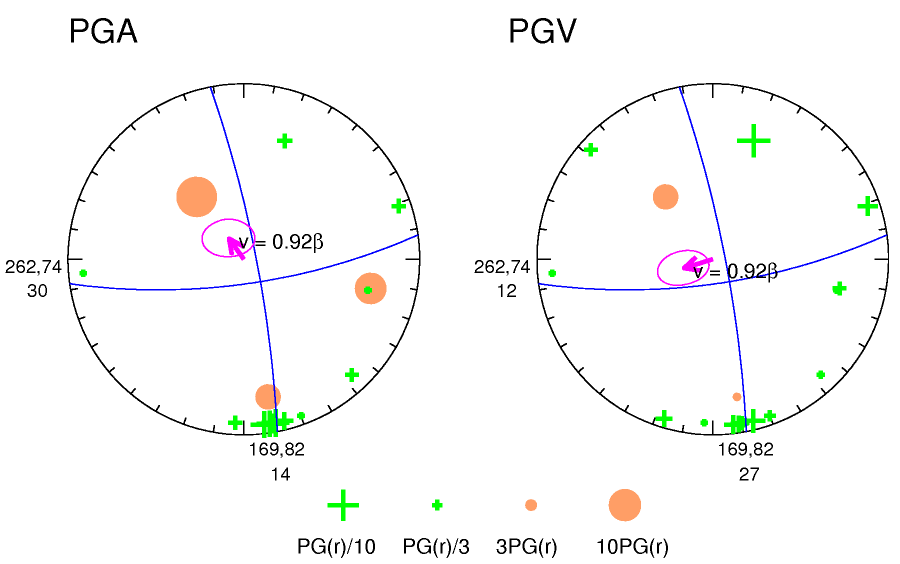 PGA
PGV
v = 0.92β
v = 0.92β
262,74
30
262,74
12
169,82
14
169,82
27
PG(r)/10
PG(r)/3
3PG(r)
10PG(r)